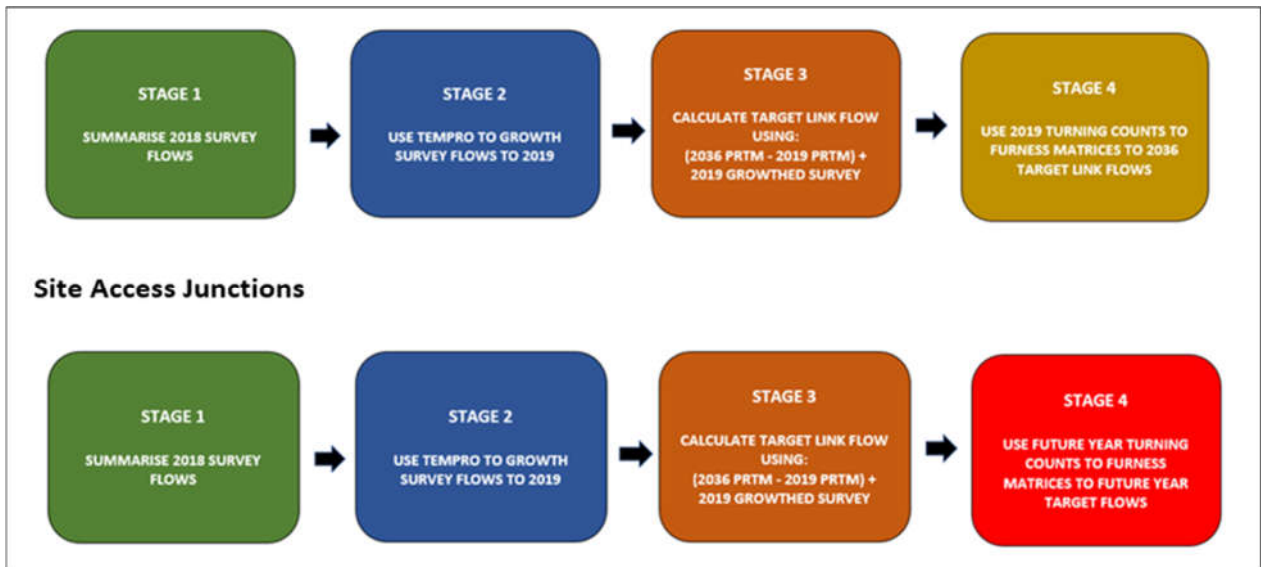 STAGE 1
SUMMARISE 2018 SURVEY
FLOWS
STAGE 2
USE TEMPRO TO GROWTH
SURVEY FLOWS TO 2019
STAGE 3
CALCULATE TARGET LINK FLOW
USING:
(2036 PRTM - 2019 PRTM) +
2019 GROWTHED SURVEY
STAGE 4
USE 2019 TURNING COUNTS TO
FURNESS MATRICES TO 2036
TARGET LINK FLOWS
Site Access Junctions
STAGE 1
SUMMARISE 2018 SURVEY
FLOWS
STAGE 2
USE TEMPRO TO GROWTH
SURVEY FLOWS TO 2019
STAGE 3
CALCULATE TARGET LINK FLOW
USING:
(2036 PRTM - 2019 PRTM) +
2019 GROWTHED SURVEY
STAGE 4
USE FUTURE YEAR TURNING
COUNTS TO FURNESS
MATRICES TO FUTURE YEAR
TARGET FLOWS